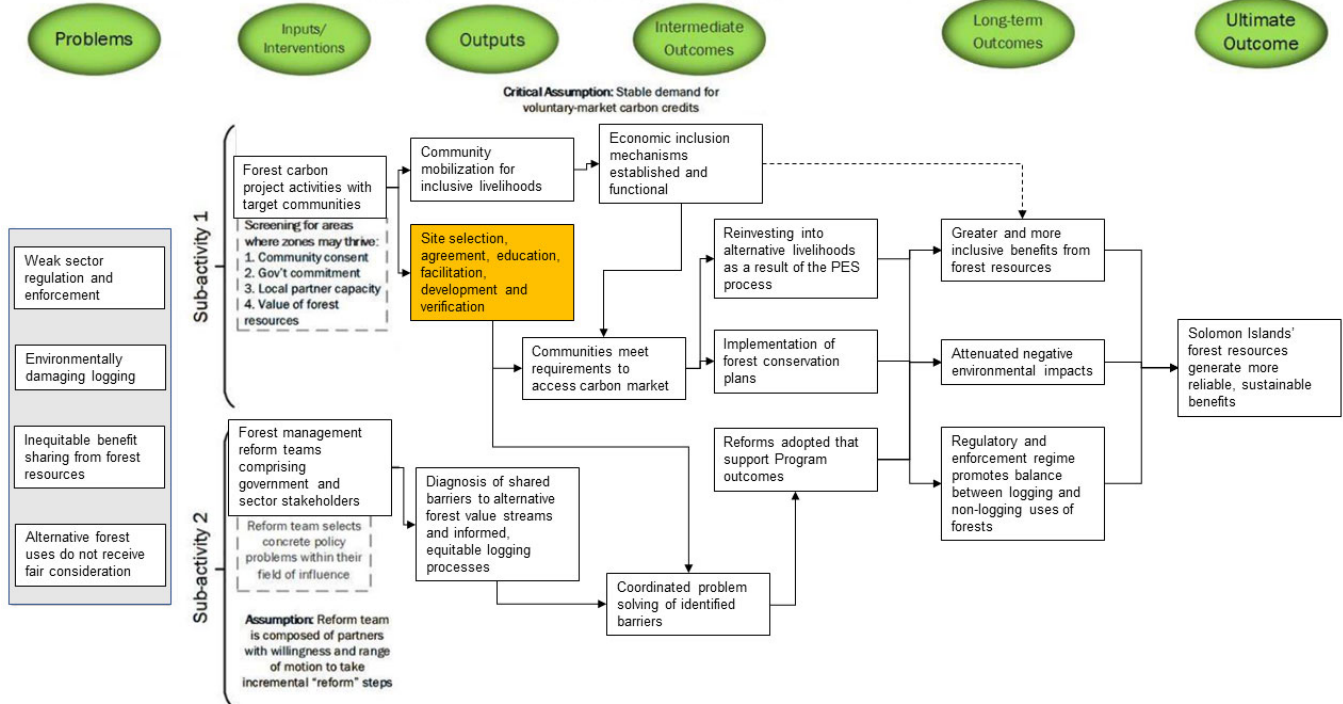 Problems
Inputs/
Interventions
Outputs
Intermediate
Outcomes
Long-term
Outcomes
Ultimate
Outcome
Critical Assumption: Stable demand for
voluntary-market carbon credits
Sub-activity 1
Sub-activity 2
Weak sector
regulation and
enforcement
Environmentally
damaging logging
Inequitable benefit
sharing from forest
resources
Alternative forest
uses do not receive
fair consideration
Forest carbon
project activities with
target communities
Screening for areas
where zones may thrive:
1. Community consent
2. Gov't commitment
3. Local partner capacity
4. Value of forest
resources
Forest management
reform teams
comprising
government and
sector stakeholders
Reform team selects
concrete policy
problems within their
field of influence
Assumption: Reform team
is composed of partners
with willingness and range
of motion to take
incremental "reform" steps
Community
mobilization for
inclusive livelihoods
Site selection,
agreement, education,
facilitation,
development and
verification
Diagnosis of shared
barriers to alternative
forest value streams
and informed,
equitable logging
processes
Economic inclusion
mechanisms
established and
functional
Communities meet
requirements to
access carbon market
Coordinated problem
solving of identified
barriers
Reinvesting into
alternative livelihoods
as a result of the PES
process
Implementation of
forest conservation
plans
Reforms adopted that
support Program
outcomes
Greater and more
inclusive benefits from
forest resources
Attenuated negative
environmental impacts
Regulatory and
enforcement regime
promotes balance
between logging and
non-logging uses of
forests
Solomon Islands'
forest resources
generate more
reliable, sustainable
benefits